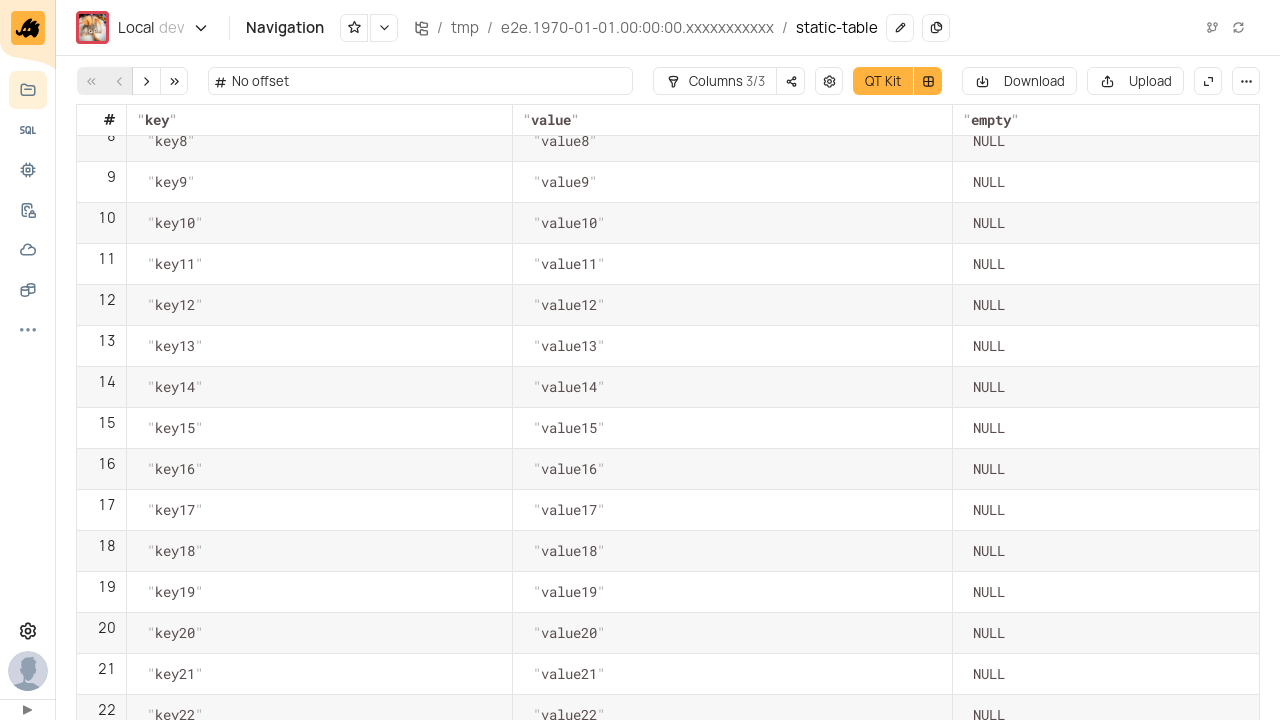 Local dev Navigation / tmp / e2e.1970-01-01.00:00:00.xxxxxxxxxxx / static-table
# No offset Columns 3/3 QT Kit Download Upload
SQL
# "key" "value" "empty"
8 "key8" "value8" NULL
9 "key9" "value9" NULL
10 "key10" "value10" NULL
11 "key11" "value11" NULL
12 "key12" "value12" NULL
13 "key13" "value13" NULL
14 "key14" "value14" NULL
15 "key15" "value15" NULL
16 "key16" "value16" NULL
17 "key17" "value17" NULL
18 "key18" "value18" NULL
19 "key19" "value19" NULL
20 "key20" "value20" NULL
21 "key21" "value21" NULL
22 "key22" "value22" NULL